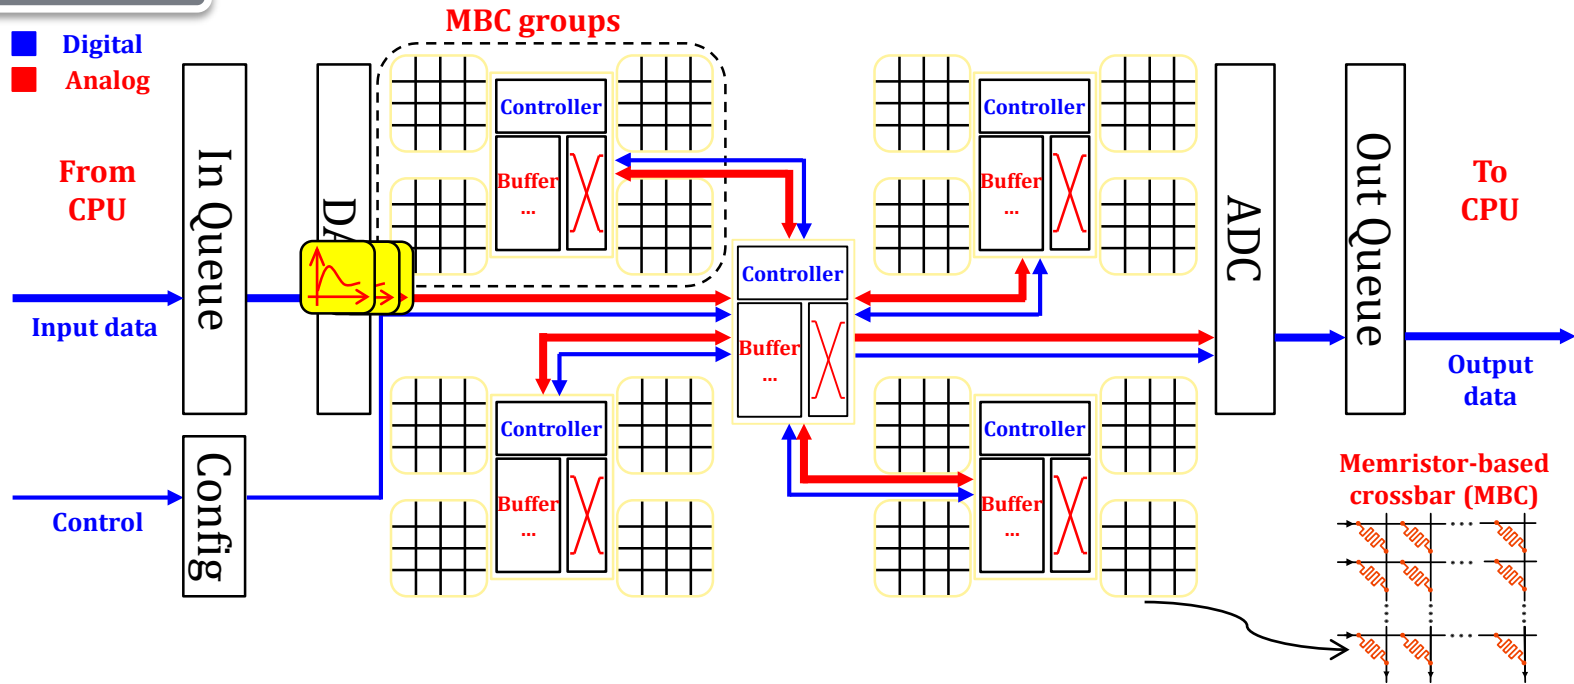 MBC groups
Digital
Analog
From
CPU
In Queue
Input data
Control
Config
Controller
Buffer
...
Controller
Buffer
...
Controller
Buffer
...
Controller
Buffer
...
Controller
Buffer
...
ADC
Out Queue
To
CPU
Output
data
Memristor-based
crossbar (MBC)